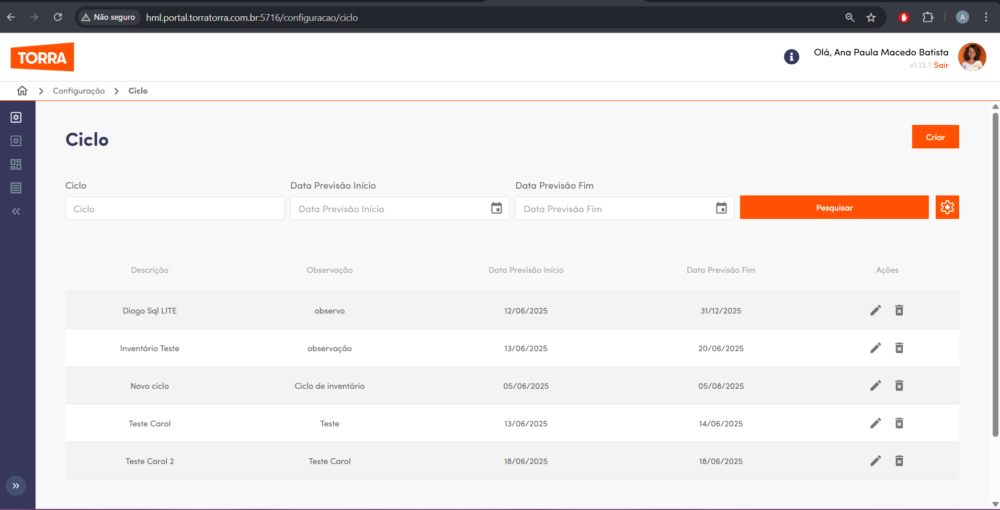 Não seguro
hml.portal.torratorra.com.br:5716/configuracao/ciclo
A
TORRA
Olá, Ana Paula Macedo Batista
v1.13.1 Sair
Configuração
Ciclo
Ciclo
Criar
Ciclo
Data Previsão Início
Data Previsão Fim
Ciclo
Data Previsão Início
Data Previsão Fim
Pesquisar
Descrição Observação Data Previsão Início Data Previsão Fim Ações
Diogo Sql LITE observo 12/06/2025 31/12/2025
Inventário Teste observação 13/06/2025 20/06/2025
Novo ciclo Ciclo de inventário 05/06/2025 05/08/2025
Teste Carol Teste 13/06/2025 14/06/2025
Teste Carol 2 Teste Carol 18/06/2025 18/06/2025